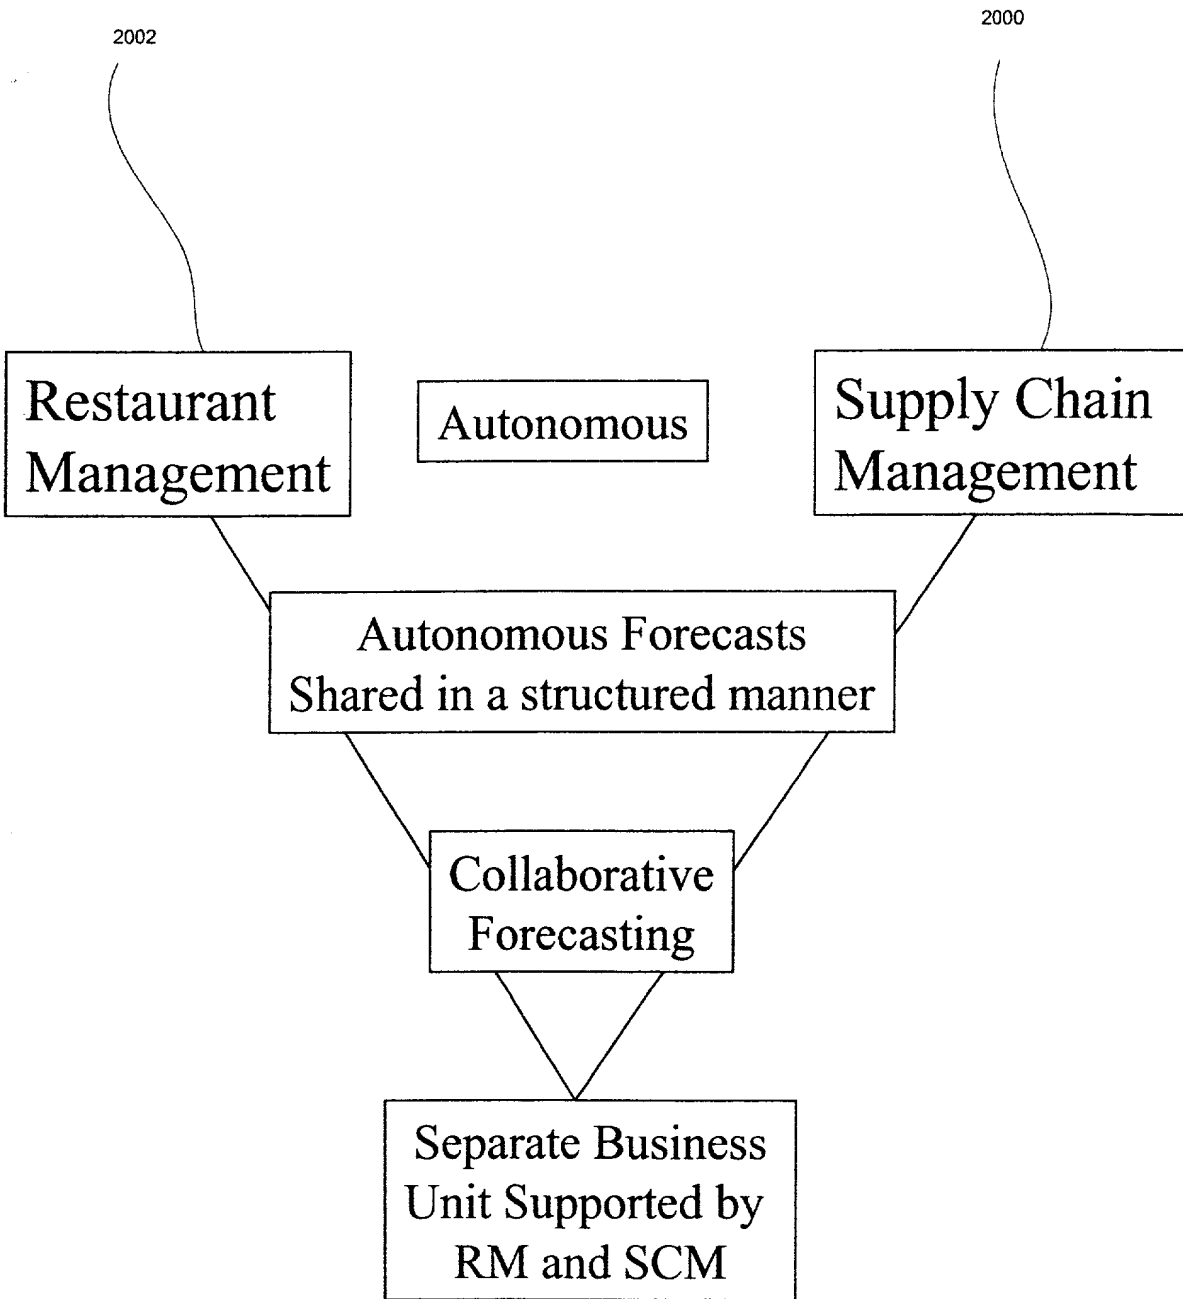 2002
2000
Restaurant
Management
Autonomous
Supply Chain
Management
Autonomous Forecasts
Shared in a structured manner
Collaborative
Forecasting
Separate Business
Unit Supported by
RM and SCM